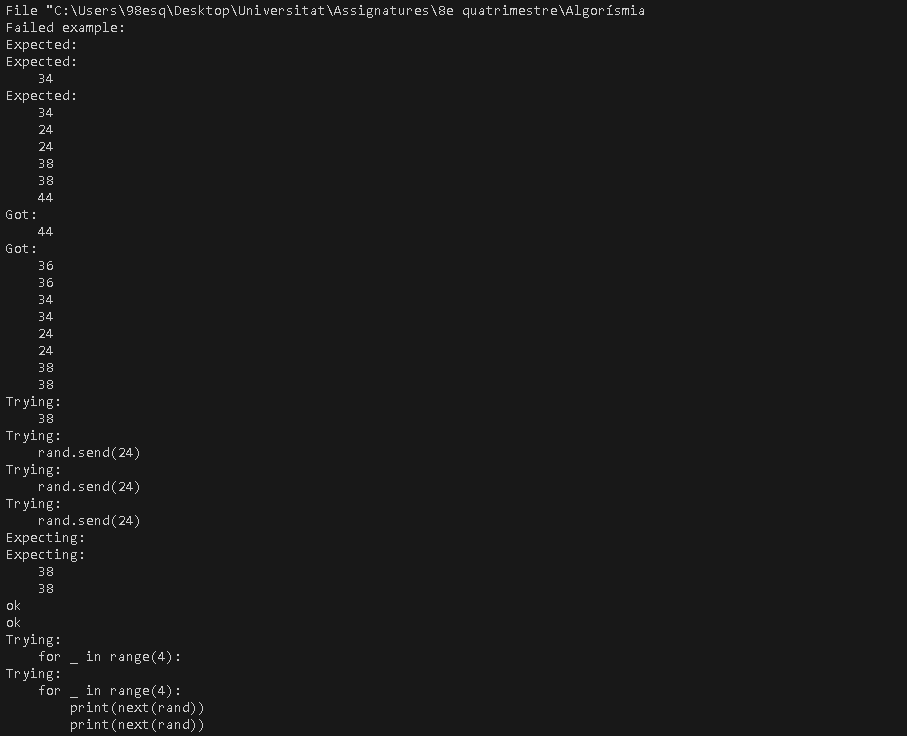 File "C:\Users\98esq\Desktop\Universitat\Assignatures\8e quatrimestre\Algorísmia
Failed example:
Expected:
Expected:
    34
Expected:
    34
    24
    24
    38
    38
    44
Got:
    44
Got:
    36
    36
    34
    34
    24
    24
    38
    38
Trying:
    38
Trying:
    rand.send(24)
Trying:
    rand.send(24)
Trying:
    rand.send(24)
Expecting:
Expecting:
    38
    38
ok
ok
Trying:
    for _ in range(4):
Trying:
    for _ in range(4):
        print(next(rand))
        print(next(rand))